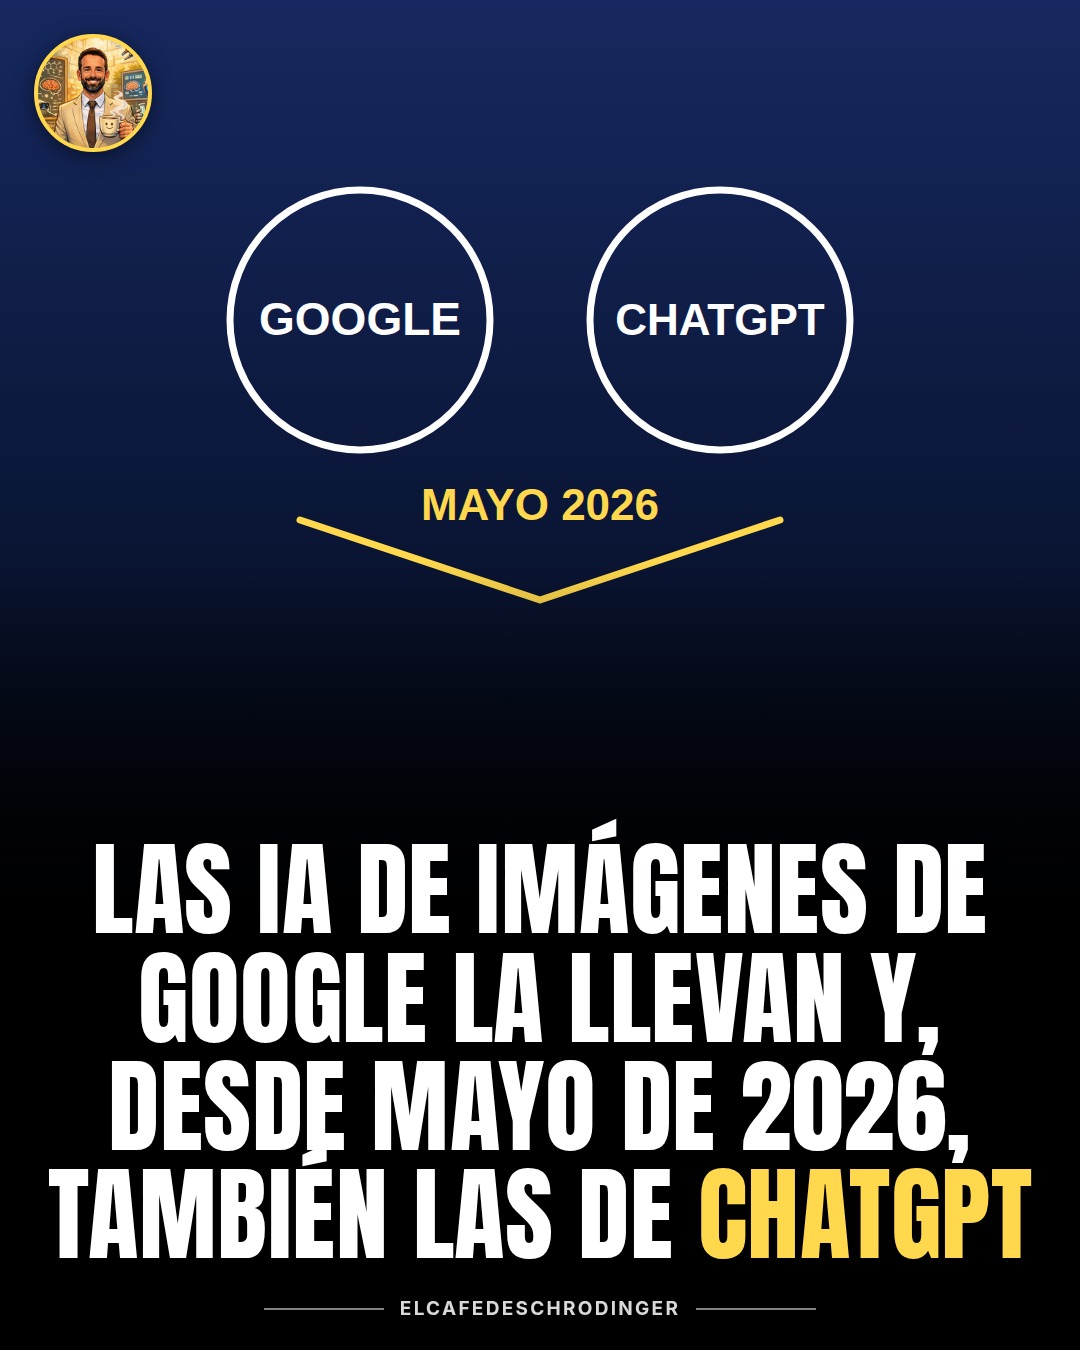 GOOGLE
CHATGPT
MAYO 2026
LAS IA DE IMÁGENES DE
GOOGLE LA LLEVAN Y,
DESDE MAYO DE 2026,
TAMBIÉN LAS DE CHATGPT
ELCAFEDESCHRODINGER